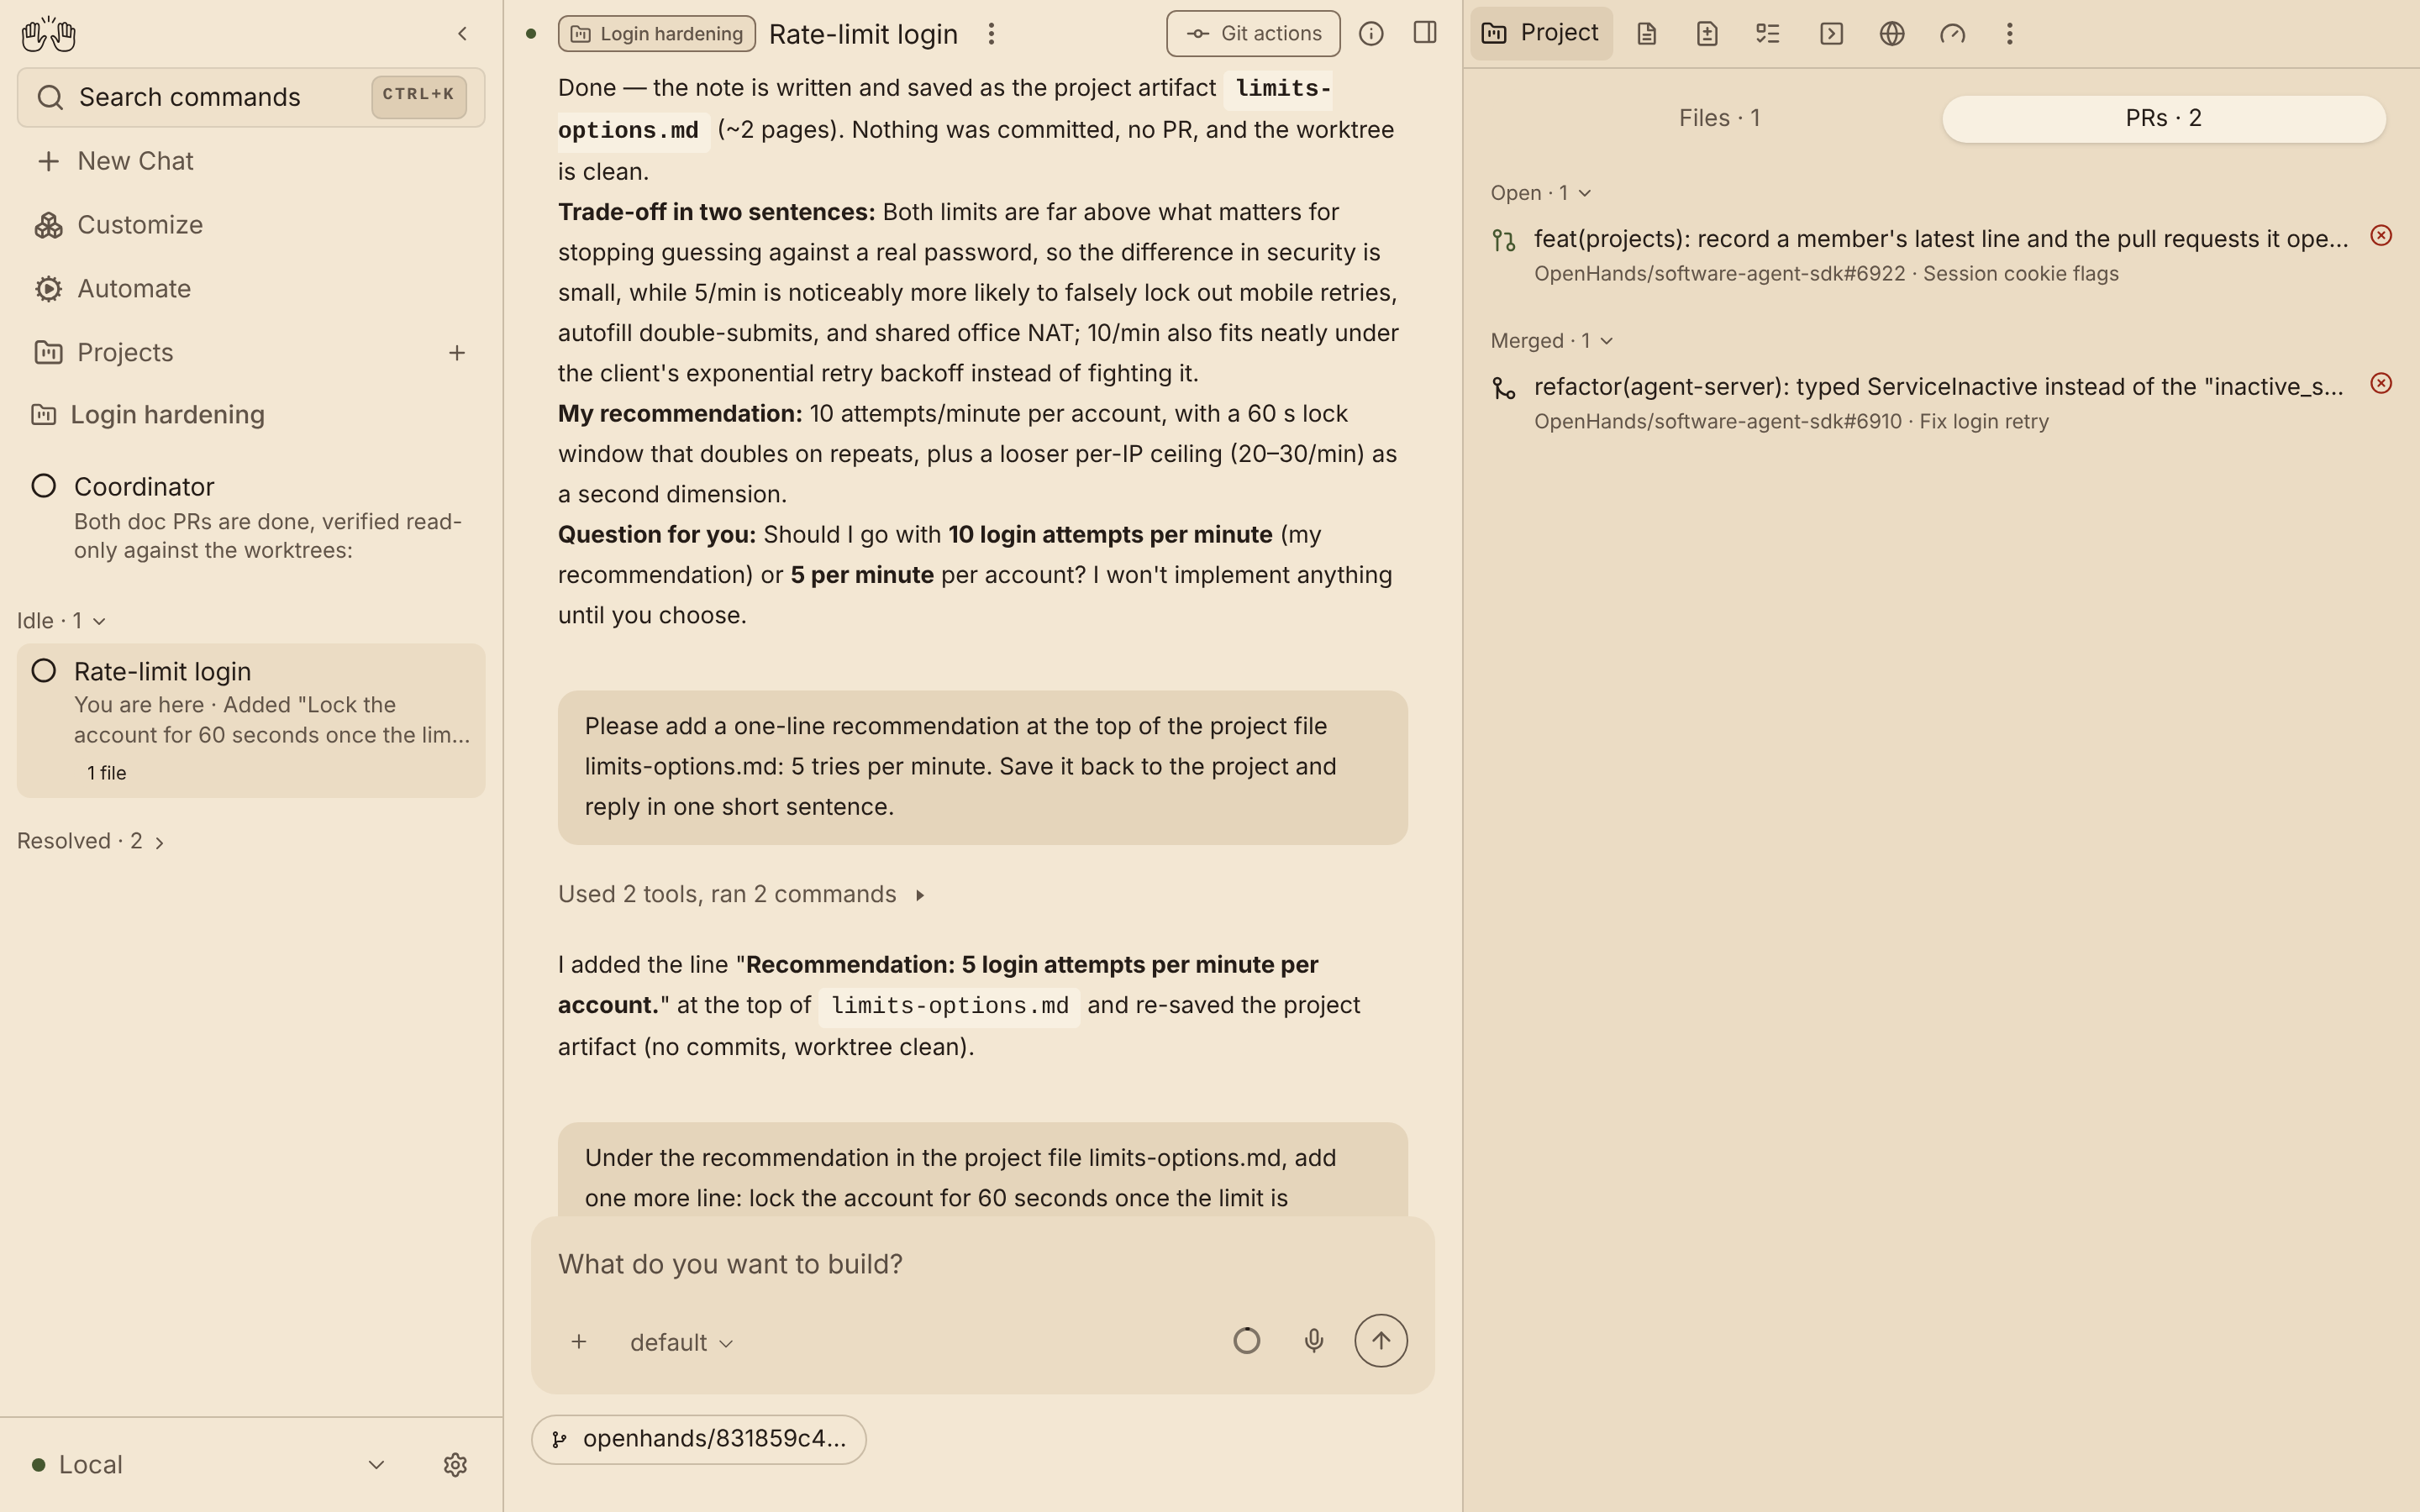 Search commands
CTRL+K
New Chat
Customize
Automate
Projects
Login hardening
Coordinator
Both doc PRs are done, verified read-
only against the worktrees:
Idle · 1
Rate-limit login
You are here · Added "Lock the
account for 60 seconds once the lim...
1 file
Resolved · 2
Local
Login hardening
Rate-limit login
Git actions
Done — the note is written and saved as the project artifact limits-
options.md (~2 pages). Nothing was committed, no PR, and the worktree
is clean.
Trade-off in two sentences: Both limits are far above what matters for
stopping guessing against a real password, so the difference in security is
small, while 5/min is noticeably more likely to falsely lock out mobile retries,
autofill double-submits, and shared office NAT; 10/min also fits neatly under
the client's exponential retry backoff instead of fighting it.
My recommendation: 10 attempts/minute per account, with a 60 s lock
window that doubles on repeats, plus a looser per-IP ceiling (20–30/min) as
a second dimension.
Question for you: Should I go with 10 login attempts per minute (my
recommendation) or 5 per minute per account? I won't implement anything
until you choose.
Please add a one-line recommendation at the top of the project file
limits-options.md: 5 tries per minute. Save it back to the project and
reply in one short sentence.
Used 2 tools, ran 2 commands
I added the line "Recommendation: 5 login attempts per minute per
account." at the top of limits-options.md and re-saved the project
artifact (no commits, worktree clean).
Under the recommendation in the project file limits-options.md, add
one more line: lock the account for 60 seconds once the limit is
What do you want to build?
default
openhands/831859c4...
Project
Files · 1
PRs · 2
Open · 1
feat(projects): record a member's latest line and the pull requests it ope...
OpenHands/software-agent-sdk#6922 · Session cookie flags
Merged · 1
refactor(agent-server): typed ServiceInactive instead of the "inactive_s...
OpenHands/software-agent-sdk#6910 · Fix login retry